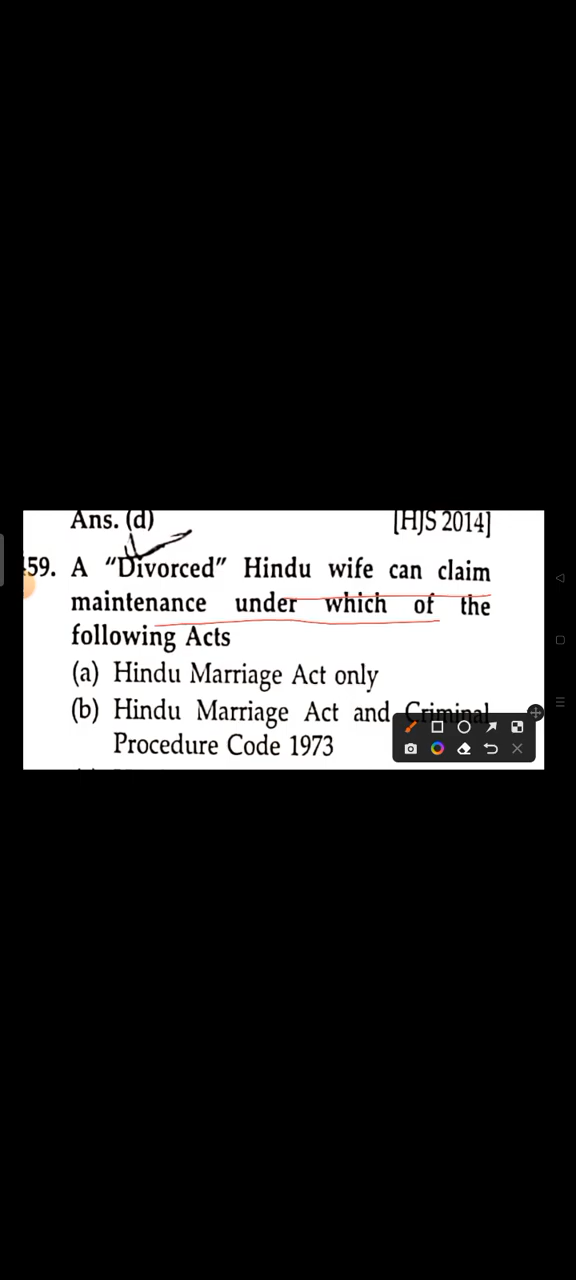 Ans. (d) [HJS 2014]
59. A “Divorced” Hindu wife can claim
maintenance under which of the
following Acts
(a) Hindu Marriage Act only
(b) Hindu Marriage Act and Criminal
Procedure Code 1973